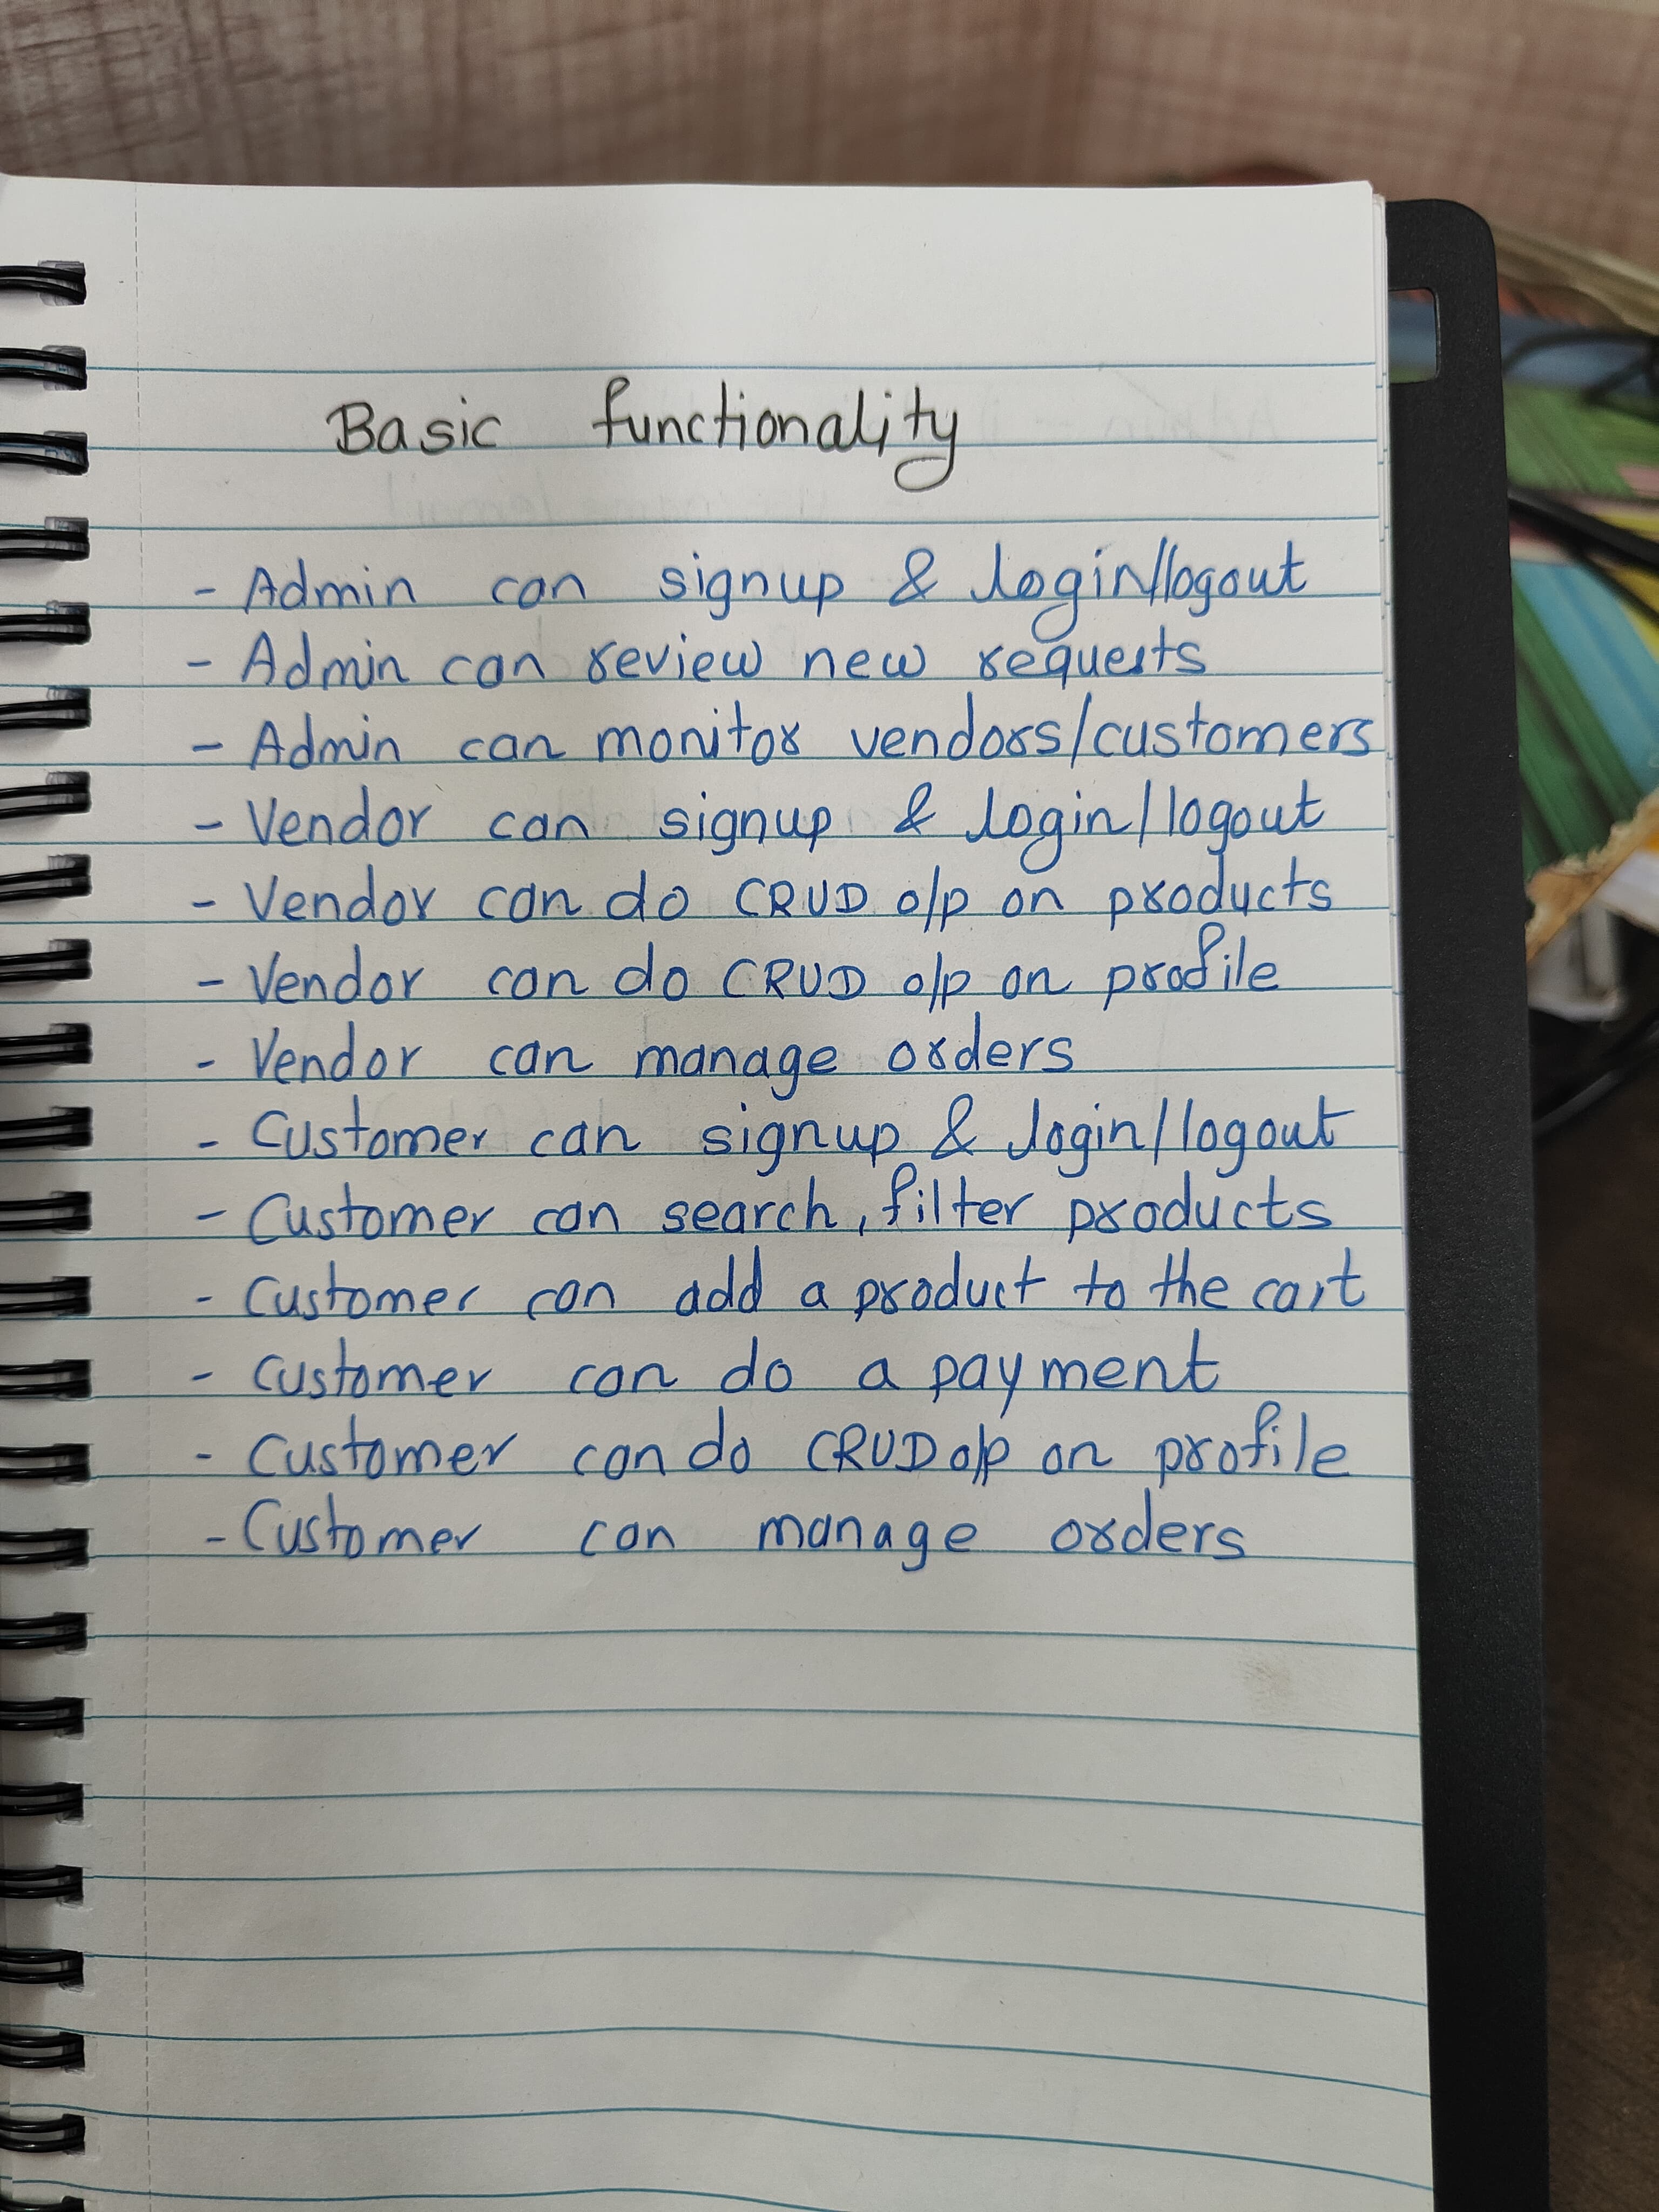 Basic functionality
- Admin can signup & login/logout
- Admin can review new requests
- Admin can monitor vendors/customers
- Vendor can signup & login/logout
- Vendor can do CRUD o/p on products
- Vendor can do CRUD o/p on profile
- Vendor can manage orders
- Customer can signup & login/logout
- Customer can search, filter products
- Customer can add a product to the cart
- Customer can do a payment
- Customer can do CRUD o/p on profile
- Customer can manage orders